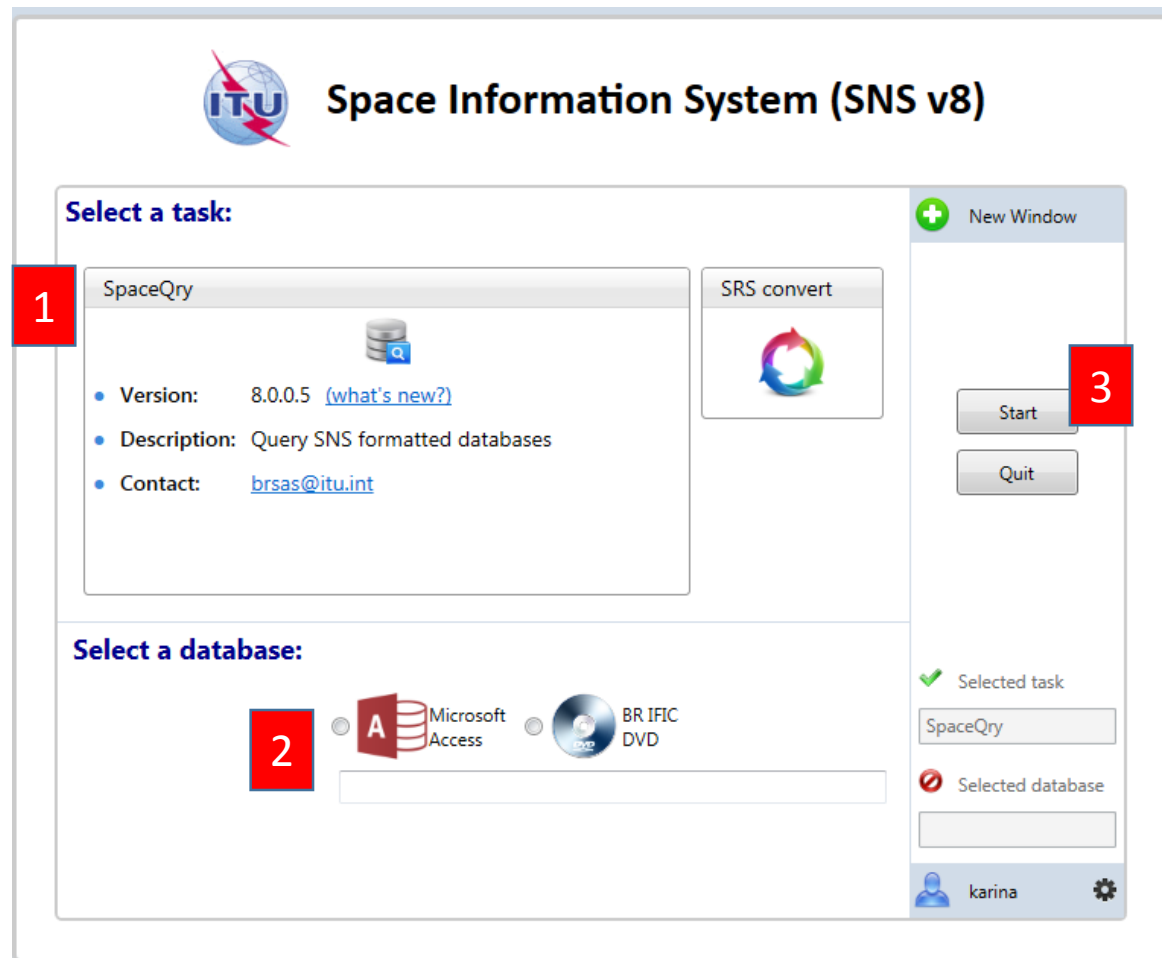 ITU
Space Information System (SNS v8)
Select a task:
New Window
1
SpaceQry
SRS convert
Version: 8.0.0.5 (what's new?)
Description: Query SNS formatted databases
Contact: brsas@itu.int
3
Start
Quit
Select a database:
2
A
Microsoft
Access
DVD
BR IFIC
DVD
Selected task
SpaceQry
Selected database
karina